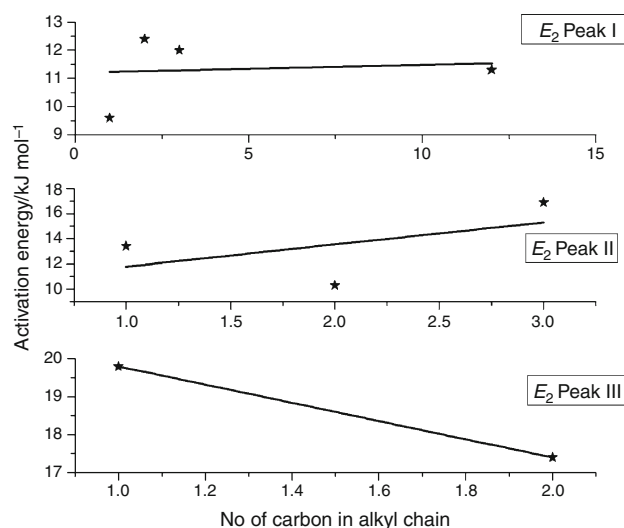 13
12
11
10
9
0 5 10 15
E₂ Peak I
18
16
14
12
10
1.0 1.5 2.0 2.5 3.0
E₂ Peak II
20
19
18
17
1.0 1.2 1.4 1.6 1.8 2.0
E₂ Peak III
Activation energy/kJ mol⁻¹
No of carbon in alkyl chain